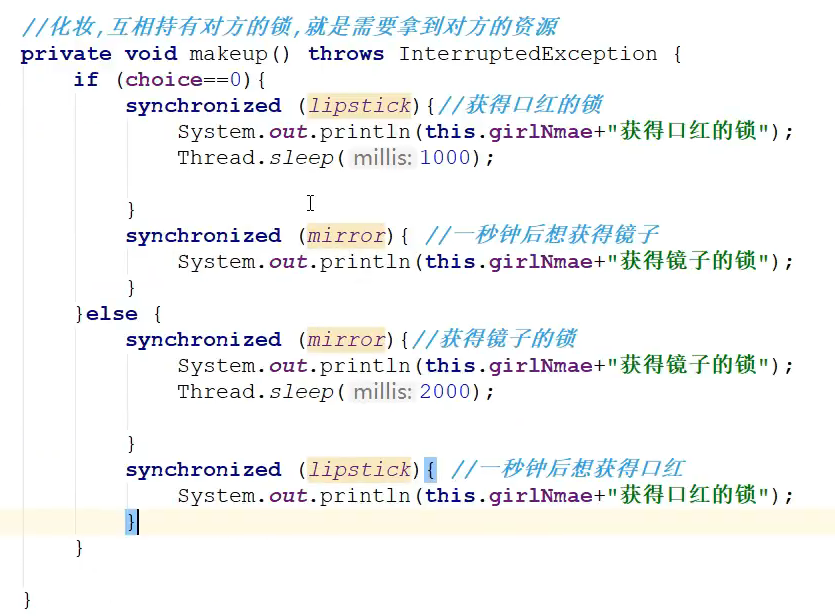 //化妆,互相持有对方的锁,就是需要拿到对方的资源
private void makeup() throws InterruptedException {
if (choice==0){
synchronized (lipstick){//获得口红的锁
System.out.println(this.girlNmae+"获得口红的锁");
Thread.sleep( millis: 1000);
}
synchronized (mirror){ //一秒钟后想获得镜子
System.out.println(this.girlNmae+"获得镜子的锁");
}
}else {
synchronized (mirror){//获得镜子的锁
System.out.println(this.girlNmae+"获得镜子的锁");
Thread.sleep( millis: 2000);
}
synchronized (lipstick){ //一秒钟后想获得口红
System.out.println(this.girlNmae+"获得口红的锁");
}
}
}